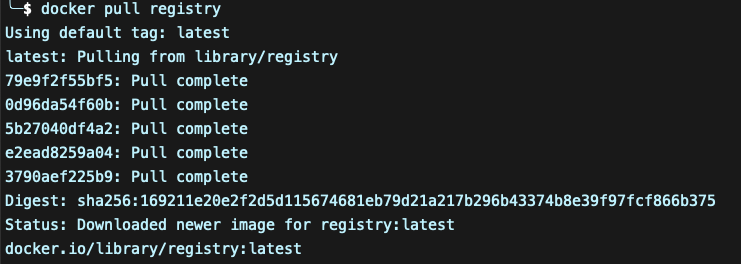 ╰─$ docker pull registry
Using default tag: latest
latest: Pulling from library/registry
79e9f2f55bf5: Pull complete
0d96da54f60b: Pull complete
5b27040df4a2: Pull complete
e2ead8259a04: Pull complete
3790aef225b9: Pull complete
Digest: sha256:169211e20e2f2d5d115674681eb79d21a217b296b43374b8e39f97fcf866b375
Status: Downloaded newer image for registry:latest
docker.io/library/registry:latest